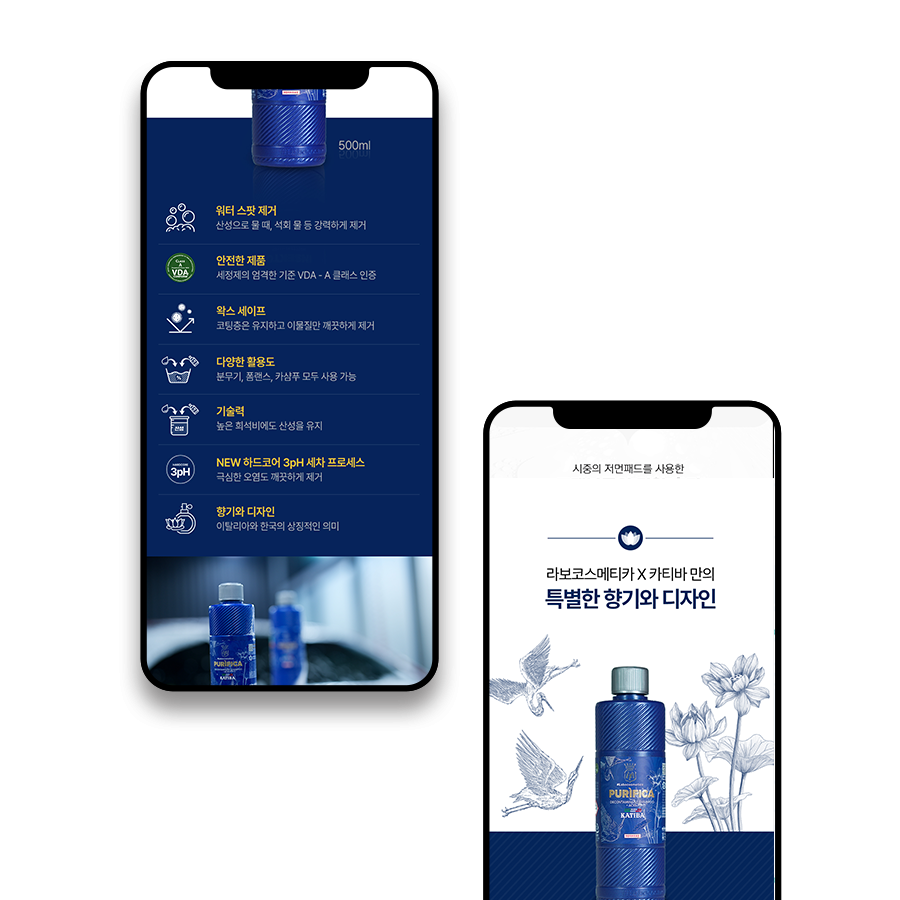 500ml
워터 스팟 제거
산성으로 물 때, 석회 물 등 강력하게 제거
안전한 제품
세정제의 엄격한 기준 VDA - A 클래스 인증
VDA
왁스 세이프
코팅층은 유지하고 이물질만 깨끗하게 제거
다양한 활용도
분무기, 폼랜스, 카샴푸 모두 사용 가능
기술력
높은 희석비에도 산성을 유지
산성
NEW 하드코어 3pH 세차 프로세스
극심한 오염도 깨끗하게 제거
HARDCORE
3pH
향기와 디자인
이탈리아와 한국의 상징적인 의미
PURÌFICA
KATIBA
시중의 저먼패드를 사용한
라보코스메티카 X 카티바 만의
특별한 향기와 디자인
PURÌFICA
KATIBA